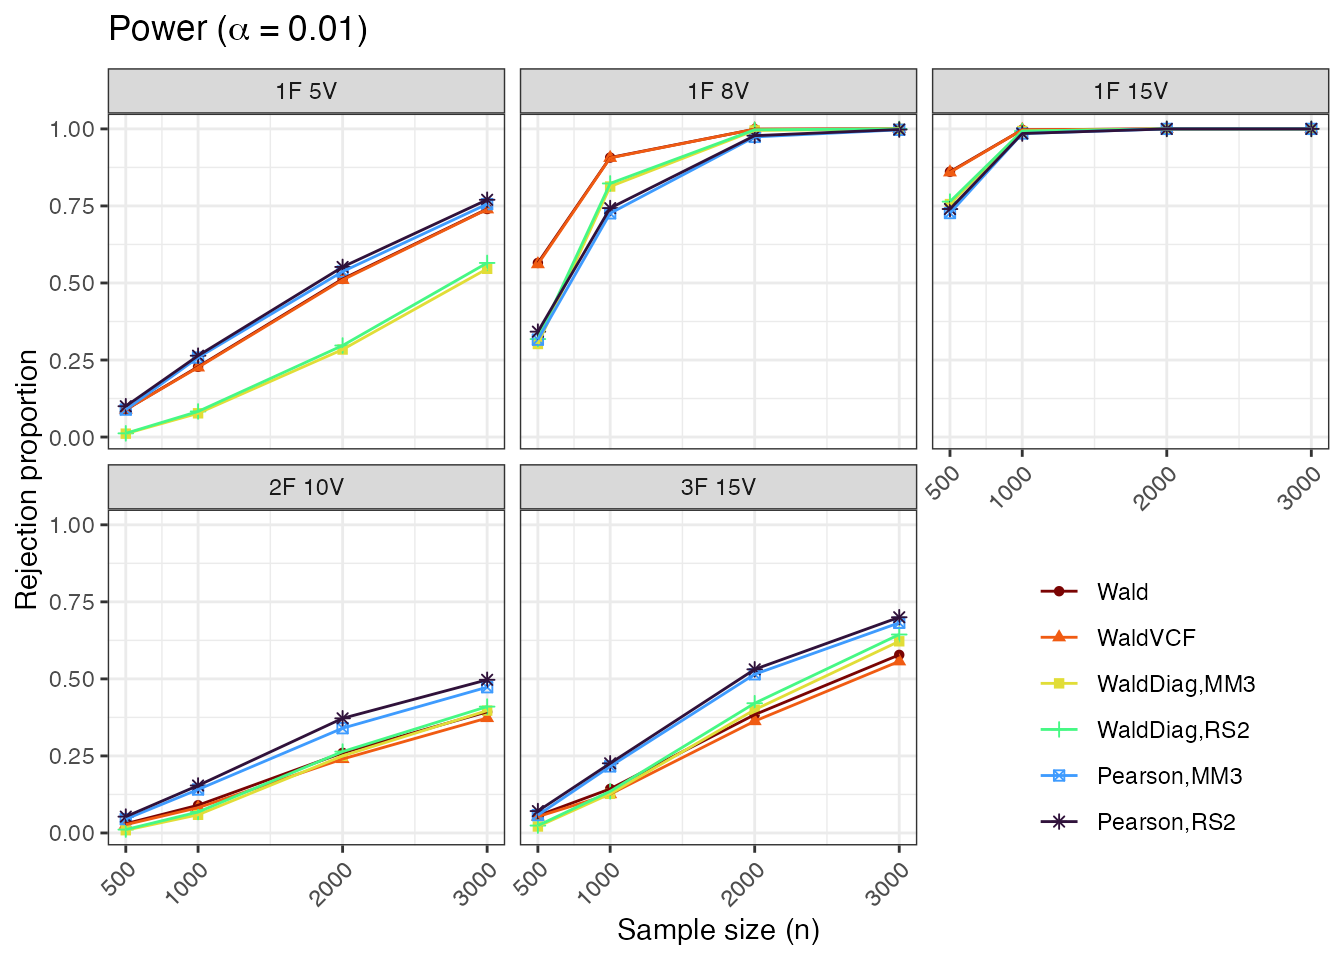 Power (α = 0.01)
1F 5V
1F 8V
1F 15V
1.00
0.75
0.50
0.25
0.00
500
1000
2000
3000
2F 10V
3F 15V
1.00
0.75
0.50
0.25
0.00
500
1000
2000
3000
500
1000
2000
3000
Rejection proportion
Sample size (n)
Wald
WaldVCF
WaldDiag,MM3
WaldDiag,RS2
Pearson,MM3
Pearson,RS2